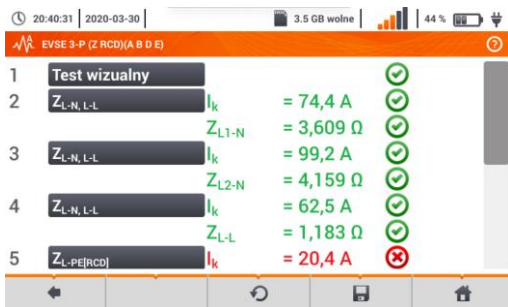 20:40:31 2020-03-30 3.5 GB wolne 44 %
EVSE 3-P (Z RCD)(A B D E)
1 Test wizualny
2 ZL-N, L-L Ik = 74,4 A
ZL1-N = 3,609 Ω
3 ZL-N, L-L Ik = 99,2 A
ZL2-N = 4,159 Ω
4 ZL-N, L-L Ik = 62,5 A
ZL-L = 1,183 Ω
5 ZL-PE[RCD] Ik = 20,4 A